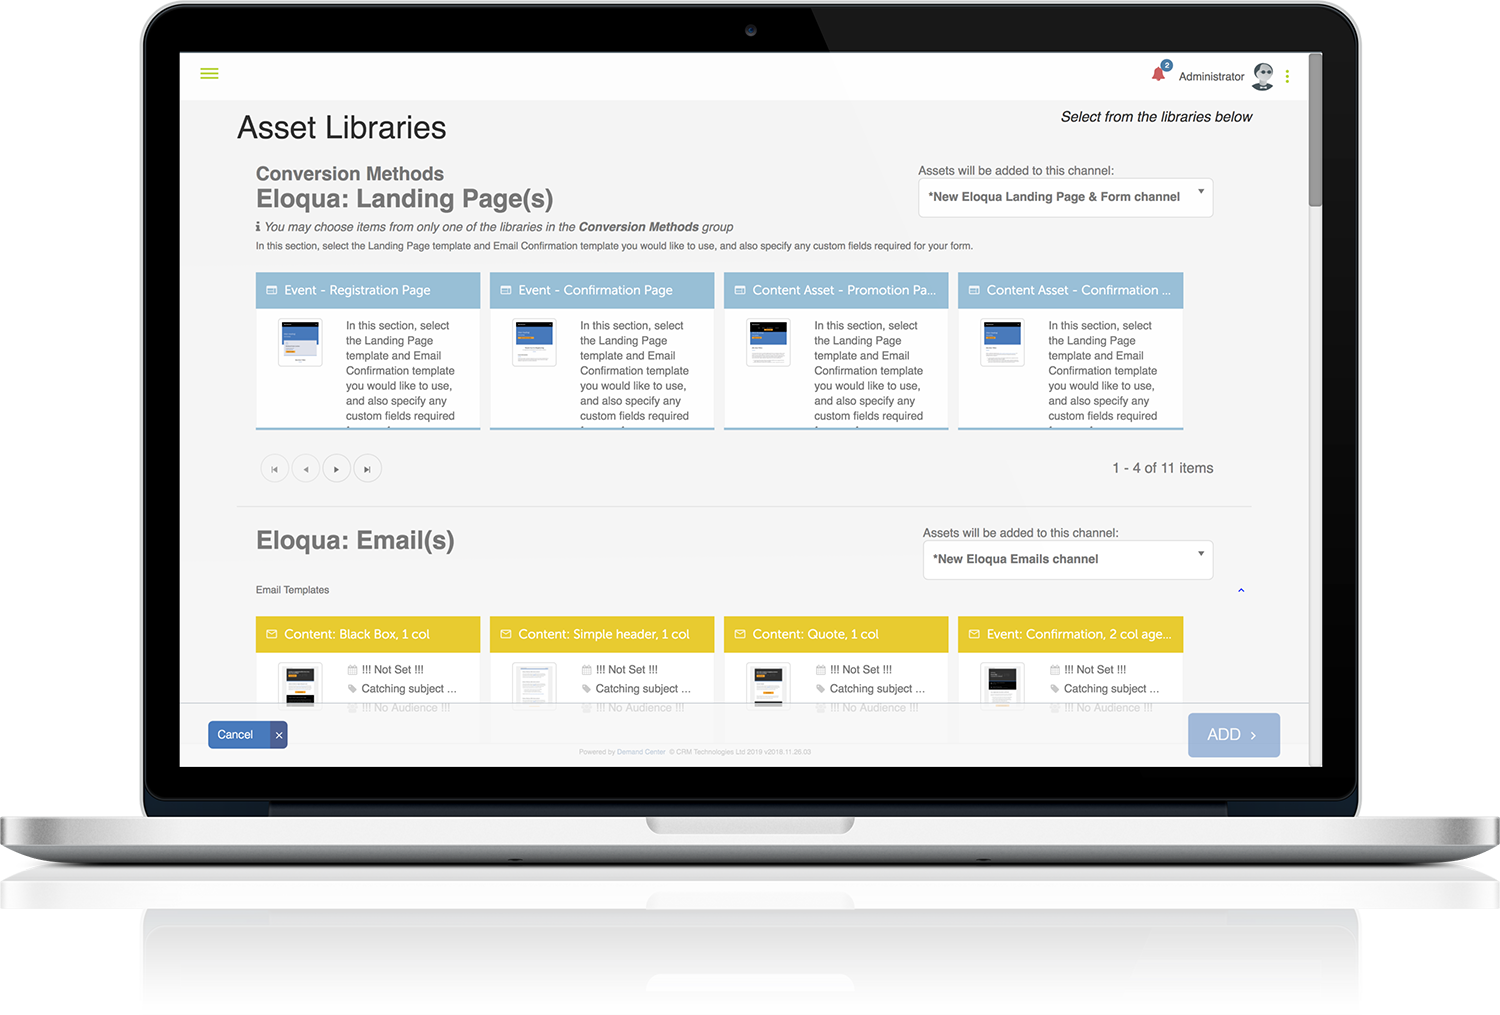 2
Administrator
Asset Libraries
Select from the libraries below
Conversion Methods
Eloqua: Landing Page(s)
Assets will be added to this channel:
*New Eloqua Landing Page & Form channel
You may choose items from only one of the libraries in the Conversion Methods group
In this section, select the Landing Page template and Email Confirmation template you would like to use, and also specify any custom fields required for your form.
Event - Registration Page
In this section, select
the Landing Page
template and Email
Confirmation template
you would like to use,
and also specify any
custom fields required
Event - Confirmation Page
In this section, select
the Landing Page
template and Email
Confirmation template
you would like to use,
and also specify any
custom fields required
Content Asset - Promotion Pa...
In this section, select
the Landing Page
template and Email
Confirmation template
you would like to use,
and also specify any
custom fields required
Content Asset - Confirmation ...
In this section, select
the Landing Page
template and Email
Confirmation template
you would like to use,
and also specify any
custom fields required
1 - 4 of 11 items
Eloqua: Email(s)
Assets will be added to this channel:
*New Eloqua Emails channel
Email Templates
Content: Black Box, 1 col
!!! Not Set !!!
Catching subject ...
!!! No Audience !!!
Content: Simple header, 1 col
!!! Not Set !!!
Catching subject ...
!!! No Audience !!!
Content: Quote, 1 col
!!! Not Set !!!
Catching subject ...
!!! No Audience !!!
Event: Confirmation, 2 col age...
!!! Not Set !!!
Catching subject ...
!!! No Audience !!!
Cancel ×
ADD ›
Powered by Demand Center © CRM Technologies Ltd 2019 v2018.11.26.03